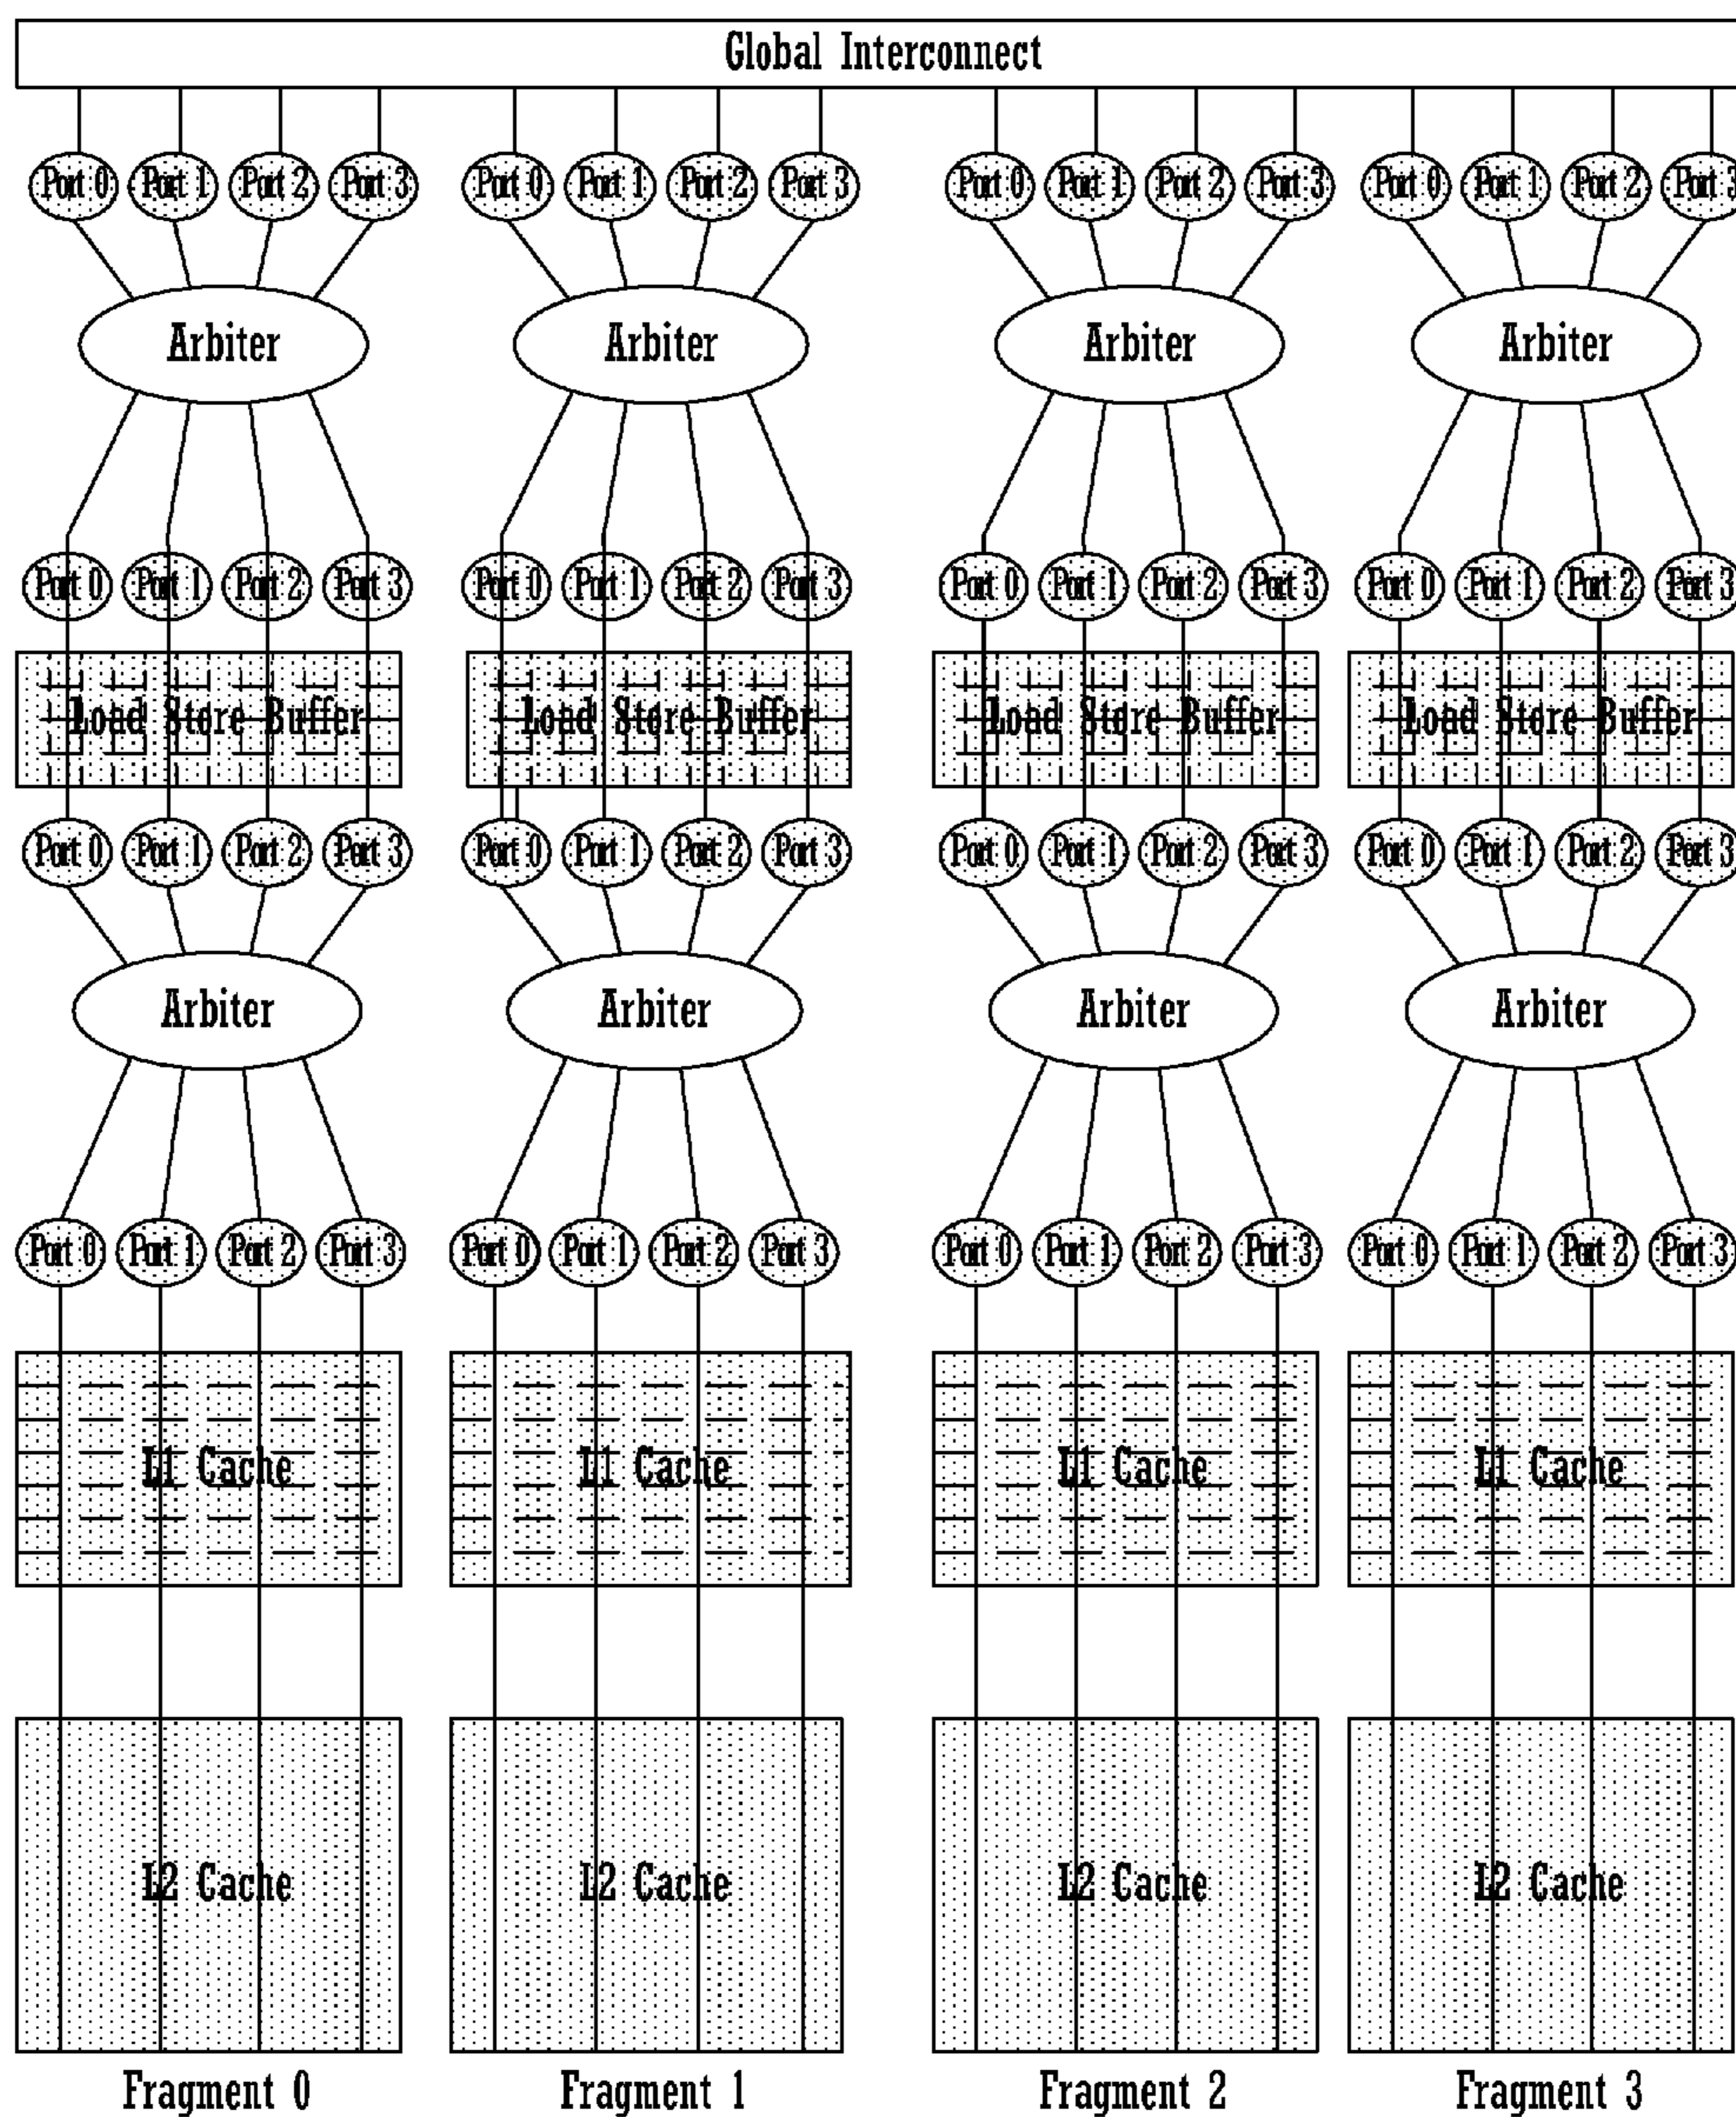 Global Interconnect
Port 0 Port 1 Port 2 Port 3 Port 0 Port 1 Port 2 Port 3 Port 0 Port 1 Port 2 Port 3 Port 0 Port 1 Port 2 Port 3
Arbiter Arbiter Arbiter Arbiter
Port 0 Port 1 Port 2 Port 3 Port 0 Port 1 Port 2 Port 3 Port 0 Port 1 Port 2 Port 3 Port 0 Port 1 Port 2 Port 3
Load Store Buffer Load Store Buffer Load Store Buffer Load Store Buffer
Port 0 Port 1 Port 2 Port 3 Port 0 Port 1 Port 2 Port 3 Port 0 Port 1 Port 2 Port 3 Port 0 Port 1 Port 2 Port 3
Arbiter Arbiter Arbiter Arbiter
Port 0 Port 1 Port 2 Port 3 Port 0 Port 1 Port 2 Port 3 Port 0 Port 1 Port 2 Port 3 Port 0 Port 1 Port 2 Port 3
L1 Cache L1 Cache L1 Cache L1 Cache
L2 Cache L2 Cache L2 Cache L2 Cache
Fragment 0 Fragment 1 Fragment 2 Fragment 3